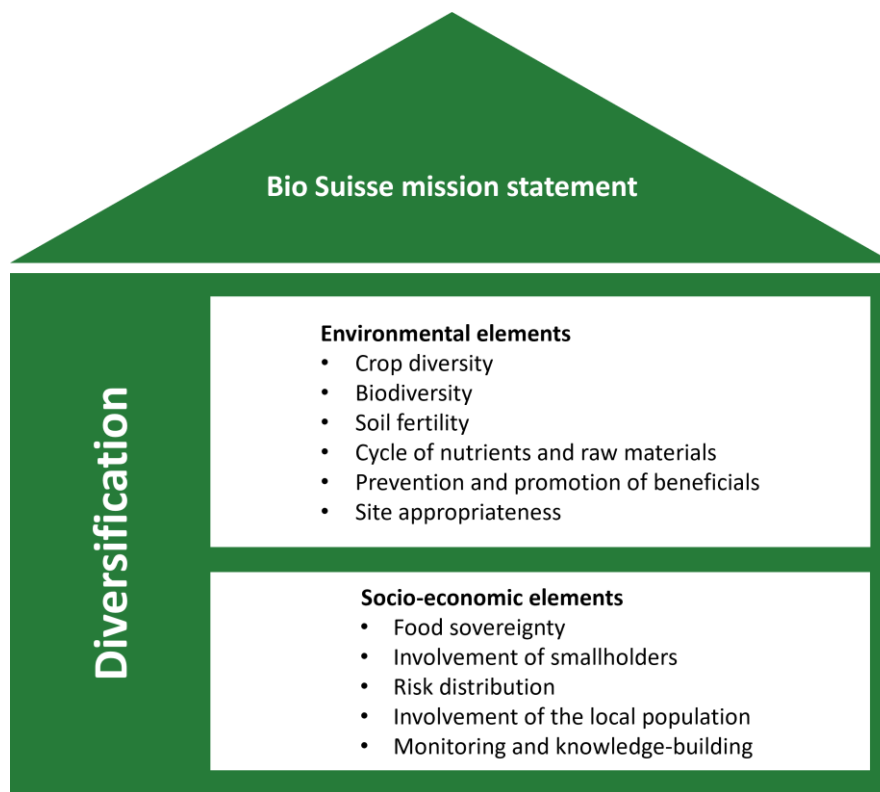 Bio Suisse mission statement
Diversification
Environmental elements
• Crop diversity
• Biodiversity
• Soil fertility
• Cycle of nutrients and raw materials
• Prevention and promotion of beneficials
• Site appropriateness
Socio-economic elements
• Food sovereignty
• Involvement of smallholders
• Risk distribution
• Involvement of the local population
• Monitoring and knowledge-building